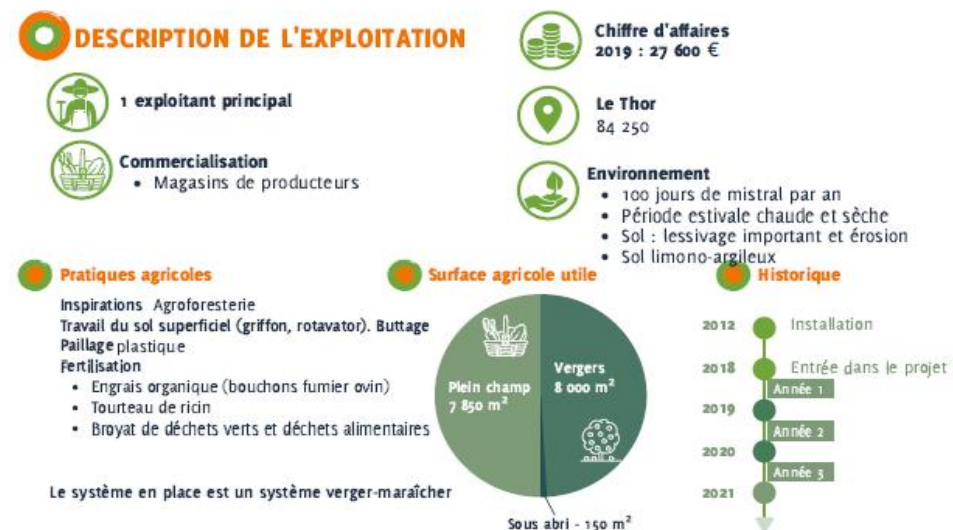 DESCRIPTION DE L'EXPLOITATION
1 exploitant principal
Commercialisation
• Magasins de producteurs
Chiffre d'affaires
2019 : 27 600 €
Le Thor
84 250
Environnement
• 100 jours de mistral par an
• Période estivale chaude et sèche
• Sol : lessivage important et érosion
• Sol limono-argileux
Pratiques agricoles
Inspirations Agroforesterie
Travail du sol superficiel (griffon, rotavator). Buttage
Paillage plastique
Fertilisation
• Engrais organique (bouchons fumier ovin)
• Tourteau de ricin
• Broyat de déchets verts et déchets alimentaires
Le système en place est un système verger-maraîcher
Surface agricole utile
Plein champ
7 850 m²
Vergers
8 000 m²
Sous abri - 150 m²
Historique
2012 Installation
2018 Entrée dans le projet
Année 1
2019
Année 2
2020
Année 3
2021